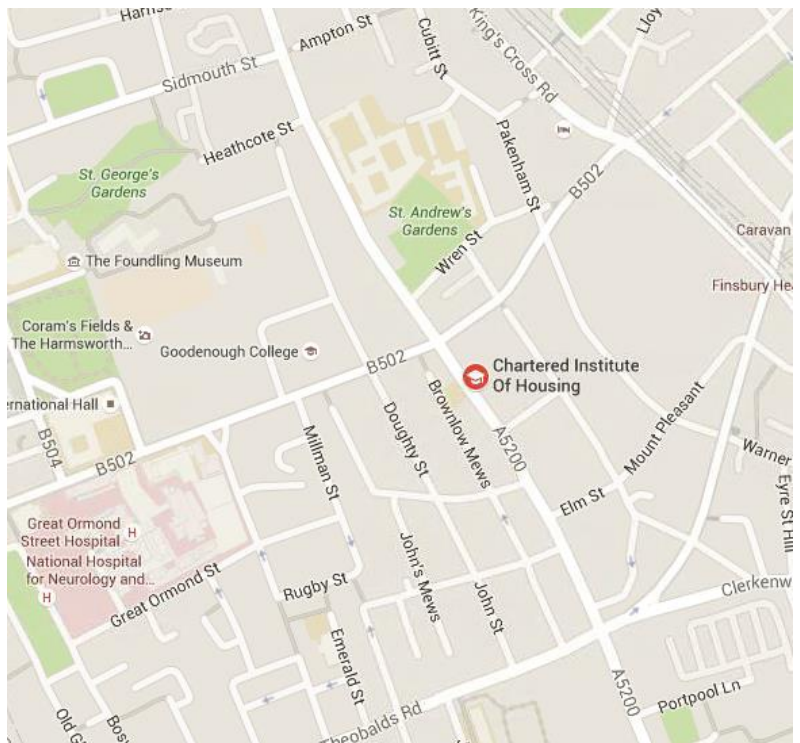 Ampton St
Cubitt St
King's Cross Rd
Sidmouth St
Heathcote St
Pakenham St
St. George's
Gardens
B502
St. Andrew's
Gardens
Wren St
Caravan
The Foundling Museum
Finsbury
Coram's Fields &
The Harmsworth...
Goodenough College
B502
Chartered Institute
Of Housing
ernational Hall
B504
B502
Millman St
Doughty St
Brownlow Mews
A5200
Mount Pleasant
Warner
Elm St
Eyre St Hill
Great Ormond
Street Hospital
H
National Hospital
for Neurology and...
H
Great Ormond St
Rugby St
John's Mews
John St
Clerkenw
Emerald St
A5200
Portpool Ln
Theobalds Rd